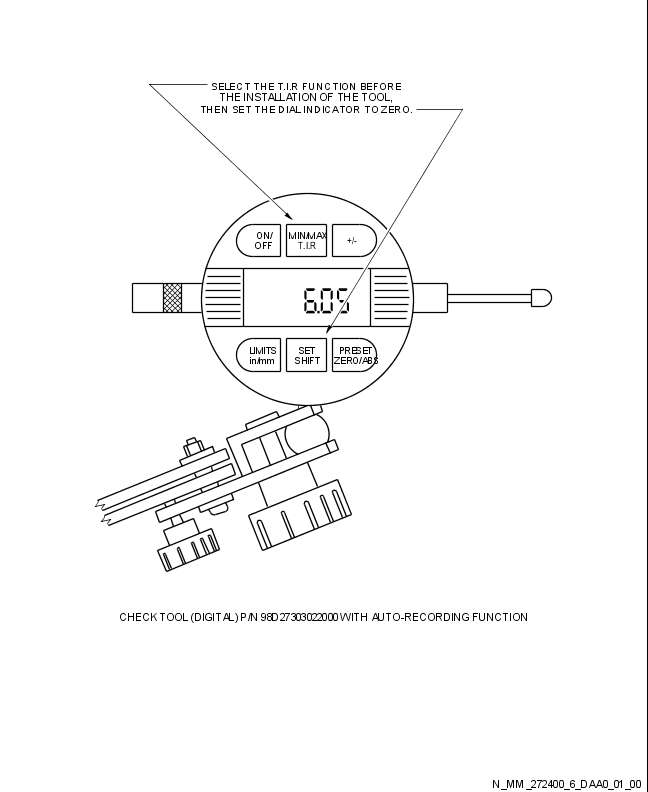 SELECT THE T.I.R FUNCTION BEFORE
THE INSTALLATION OF THE TOOL,
THEN SET THE DIAL INDICATOR TO ZERO.
ON/
OFF
MIN/MAX
T.I.R
+/-
6.05
LIMITS
in/mm
SET
SHIFT
PRESET
ZERO/ABS
CHECK TOOL (DIGITAL) P/N 98D27303022000 WITH AUTO-RECORDING FUNCTION
N_MM_272400_6_DAA0_01_00